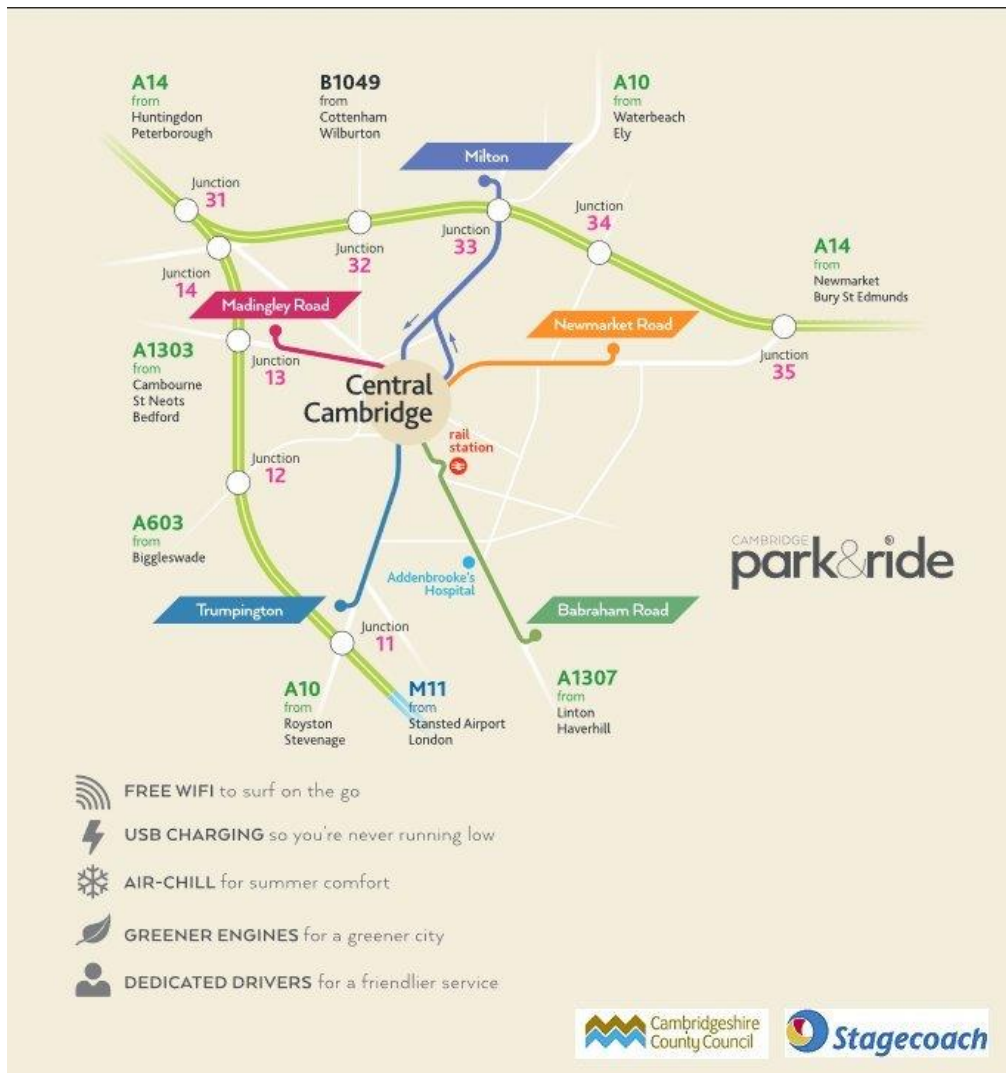 A14
from
Huntingdon
Peterborough
B1049
from
Cottenham
Wilburton
A10
from
Waterbeach
Ely
Milton
Junction
31
Junction
34
Junction
33
Junction
32
A14
from
Newmarket
Bury St Edmunds
Junction
14
Madingley Road
Newmarket Road
A1303
from
Cambourne
St Neots
Bedford
Junction
13
Junction
35
Central
Cambridge
rail
station
Junction
12
A603
from
Biggleswade
CAMBRIDGE
park&ride
Addenbrooke's
Hospital
Trumpington
Babraham Road
Junction
11
A10
from
Royston
Stevenage
M11
from
Stansted Airport
London
A1307
from
Linton
Haverhill
FREE WIFI to surf on the go
USB CHARGING so you're never running low
AIR-CHILL for summer comfort
GREENER ENGINES for a greener city
DEDICATED DRIVERS for a friendlier service
Cambridgeshire
County Council
Stagecoach